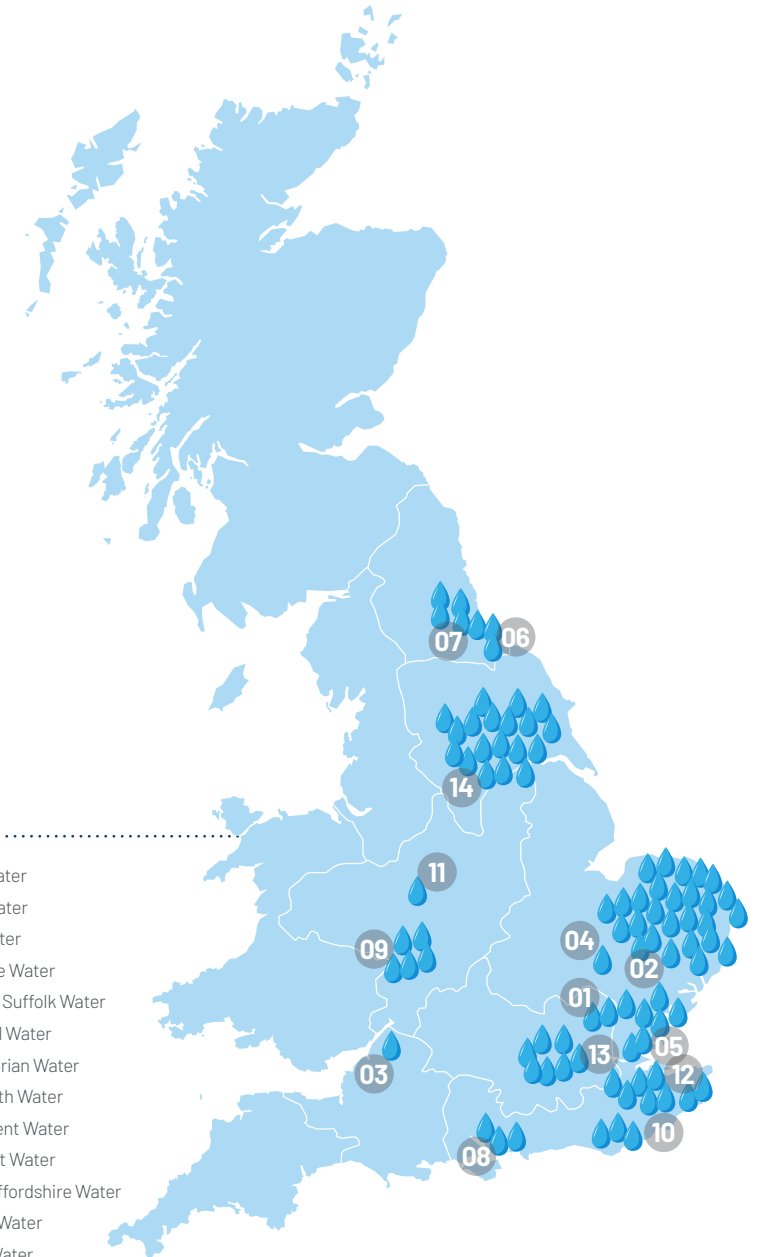 07
06
14
11
09
04
02
01
13
05
12
03
10
08
ater
ater
ter
e Water
Suffolk Water
l Water
rian Water
th Water
ent Water
t Water
ffordshire Water
Water